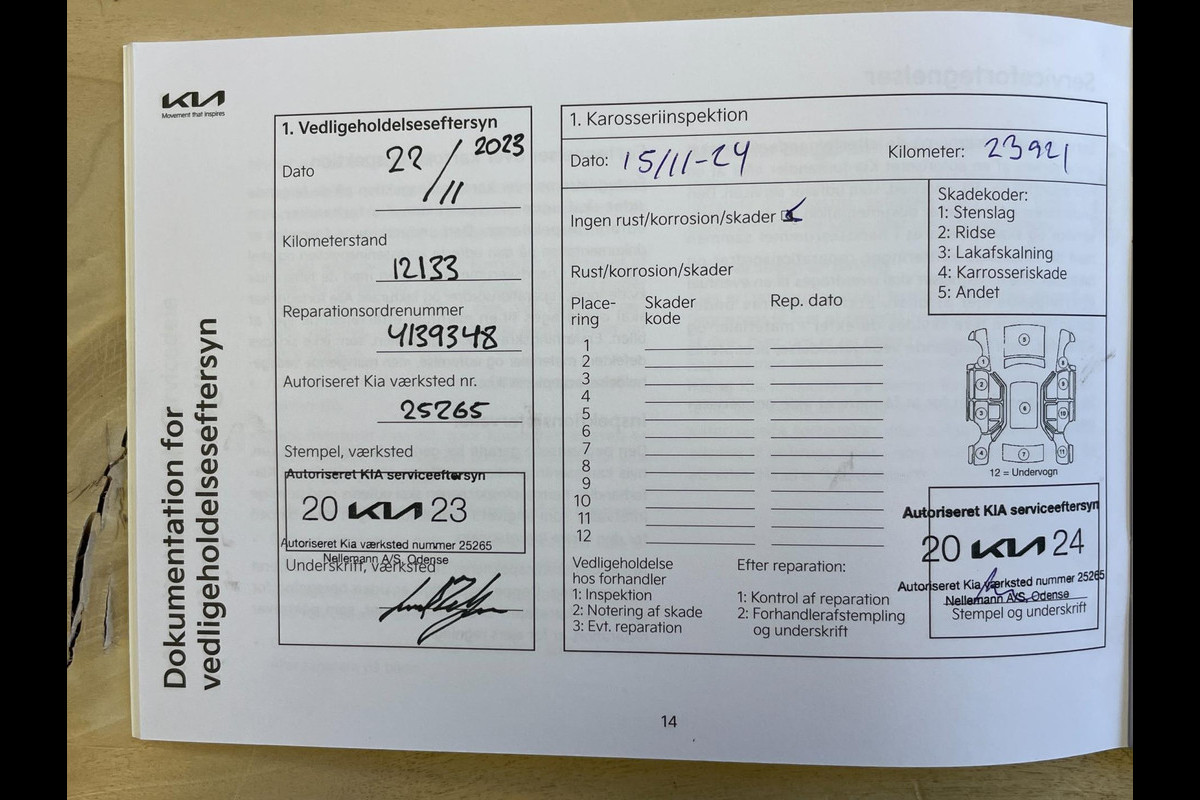 KIA
Movement that inspires
Dokumentation for
vedligeholdelseseftersyn
1. Vedligeholdelseseftersyn
Dato 22/11 2023
Kilometerstand
12133
Reparationsordrenummer
4139348
Autoriseret Kia værksted nr.
25265
Stempel, værksted
Autoriseret KIA serviceeftersyn
20 KIA 23
Autoriseret Kia værksted nummer 25265
Nellemann A/S, Odense
Underskrift, værksted
1. Karosseriinspektion
Dato: 15/11-24 Kilometer: 23921
Ingen rust/korrosion/skader
Rust/korrosion/skader
Place-
ring
Skader
kode
Rep. dato
1
2
3
4
5
6
7
8
9
10
11
12
Skadekoder:
1: Stenslag
2: Ridse
3: Lakafskalning
4: Karrosseriskade
5: Andet
12 = Undervogn
Vedligeholdelse
hos forhandler
1: Inspektion
2: Notering af skade
3: Evt. reparation
Efter reparation:
1: Kontrol af reparation
2: Forhandlerafstempling
og underskrift
Autoriseret KIA serviceeftersyn
20 KIA 24
Autoriseret Kia værksted nummer 25265
Nellemann A/S, Odense
Stempel og underskrift
14